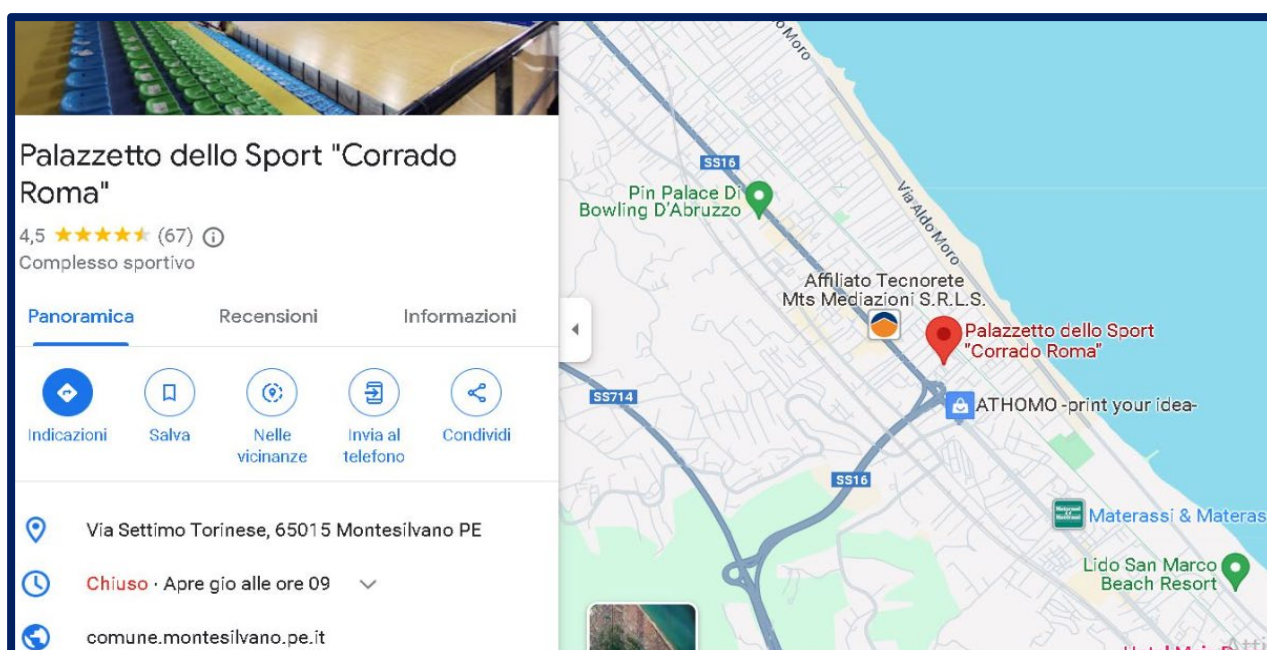 Palazzetto dello Sport "Corrado
Roma"
4,5 (67)
Complesso sportivo
Panoramica
Recensioni
Informazioni
Indicazioni
Salva
Nelle
vicinanze
Invia al
telefono
Condividi
Via Settimo Torinese, 65015 Montesilvano PE
Chiuso · Apre gio alle ore 09
comune.montesilvano.pe.it
Moro
SS16
Pin Palace Di
Bowling D'Abruzzo
Via Aldo Moro
Affiliato Tecnorete
Mts Mediazioni S.R.L.S.
Palazzetto dello Sport
"Corrado Roma"
SS714
ATHOMO -print your idea-
SS16
Materassi & Materas
Lido San Marco
Beach Resort